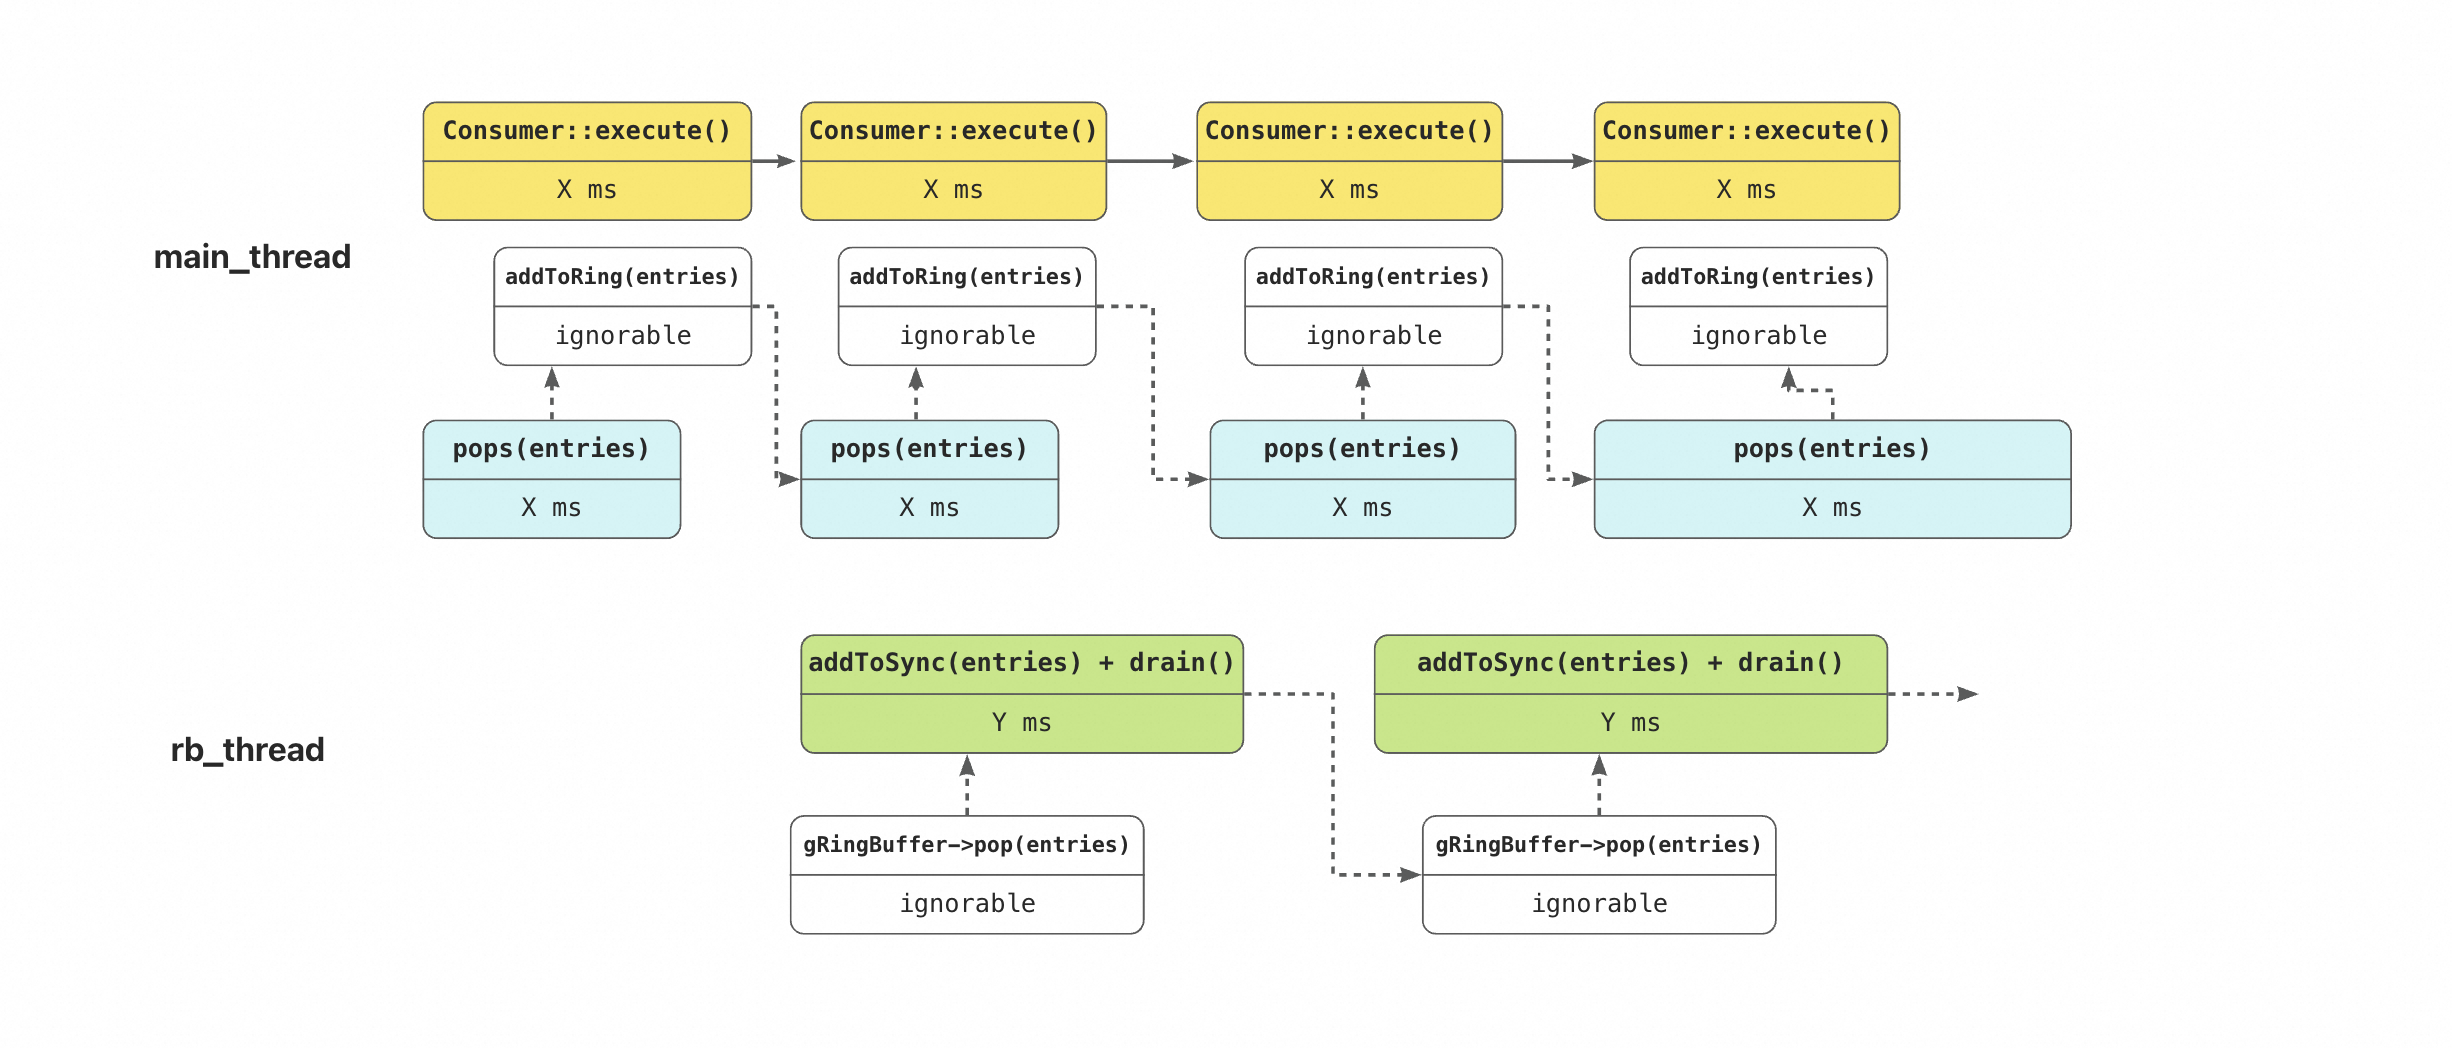 Consumer::execute()
X ms
Consumer::execute()
X ms
Consumer::execute()
X ms
Consumer::execute()
X ms
main_thread
addToRing(entries)
ignorable
addToRing(entries)
ignorable
addToRing(entries)
ignorable
addToRing(entries)
ignorable
pops(entries)
X ms
pops(entries)
X ms
pops(entries)
X ms
pops(entries)
X ms
rb_thread
addToSync(entries) + drain()
Y ms
addToSync(entries) + drain()
Y ms
gRingBuffer->pop(entries)
ignorable
gRingBuffer->pop(entries)
ignorable